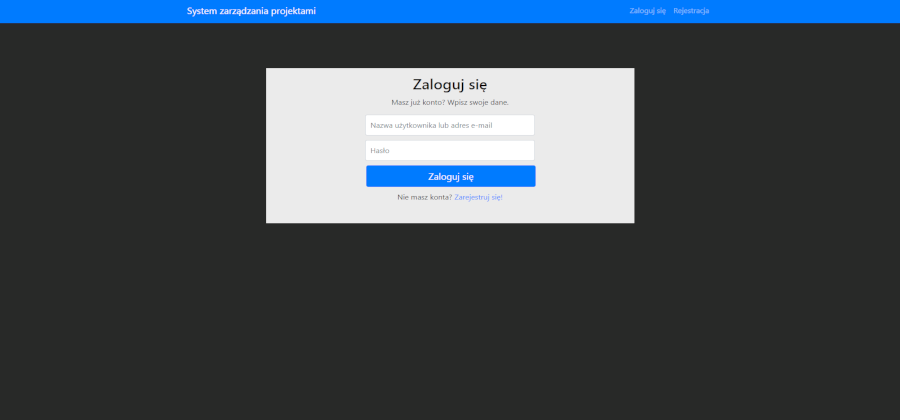 System zarządzania projektami
Zaloguj się
Rejestracja
Zaloguj się
Masz już konto? Wpisz swoje dane.
Nazwa użytkownika lub adres e-mail
Hasło
Zaloguj się
Nie masz konta? Zarejestruj się!